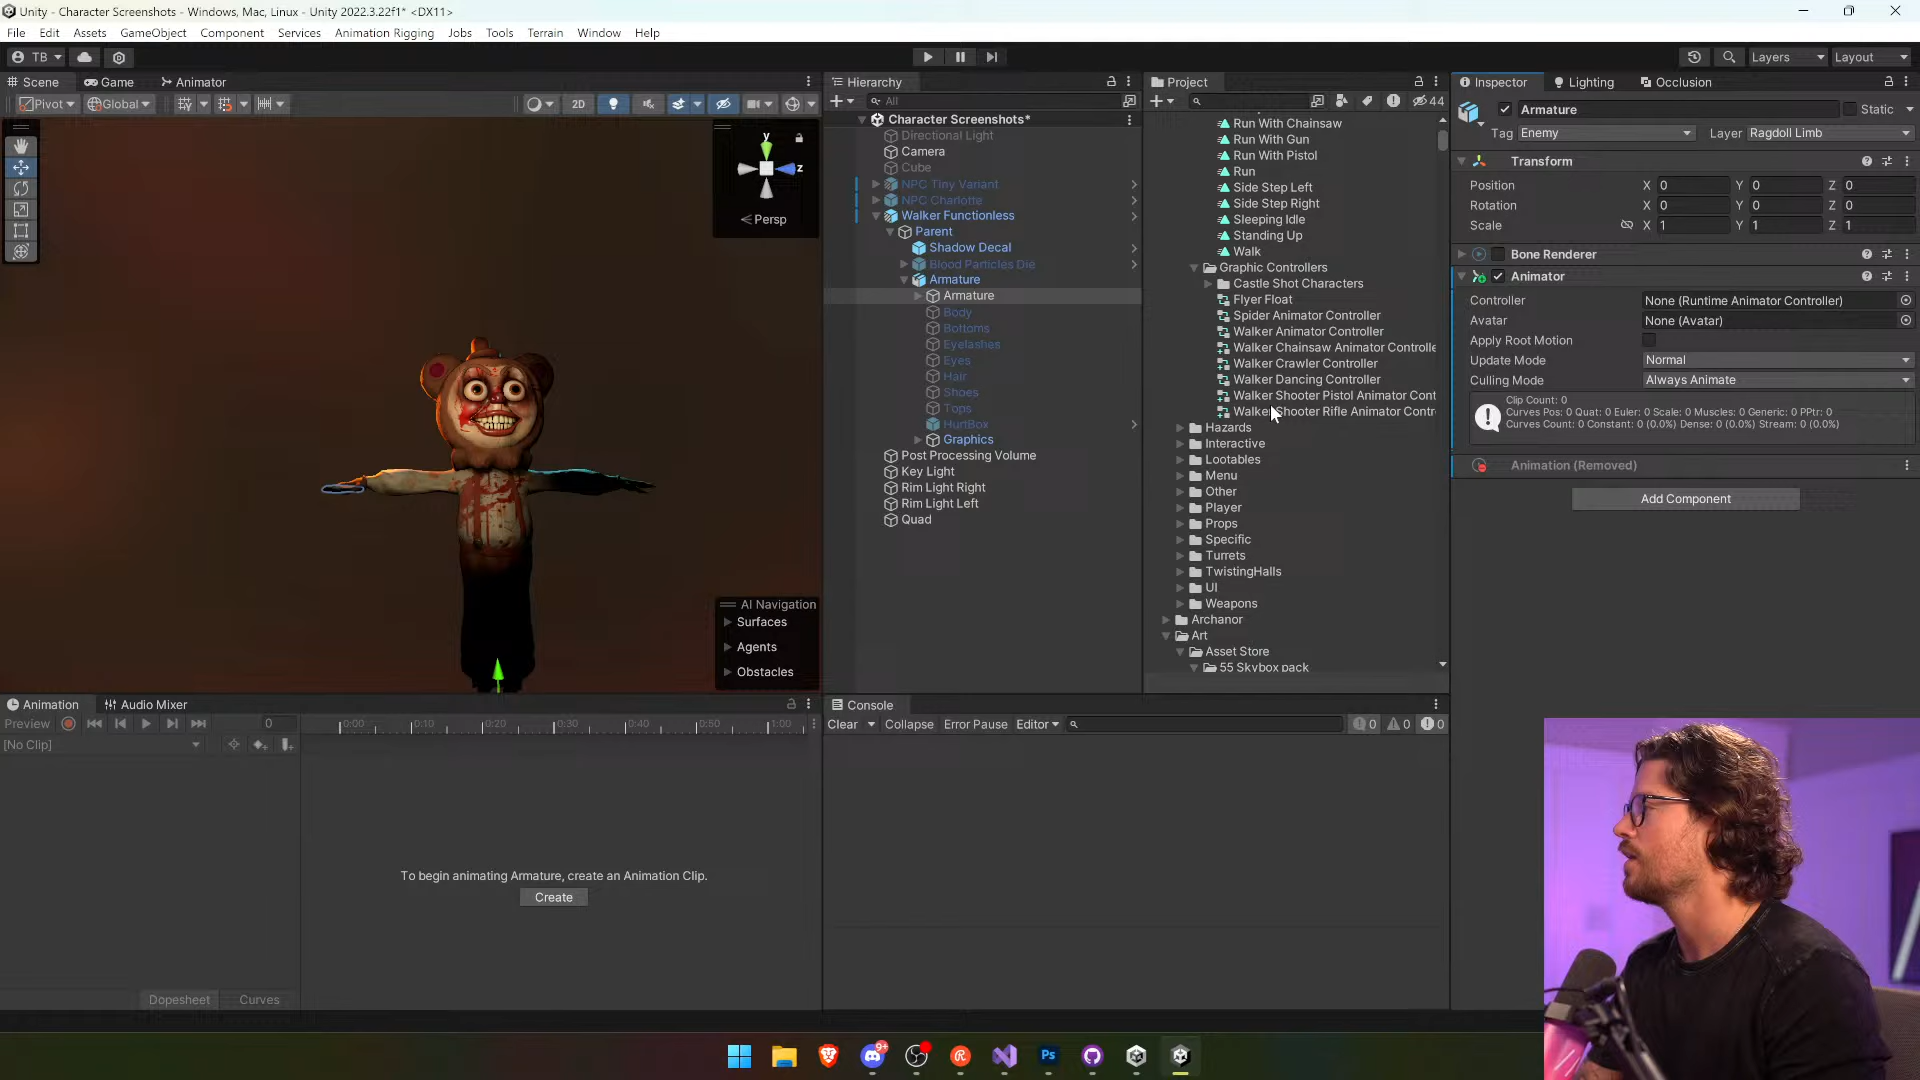 Unity - Character Screenshots - Windows, Mac, Linux - Unity 2022.3.22f1* <DX11>
File Edit Assets GameObject Component Services Animation Rigging Jobs Tools Terrain Window Help
TB Layers Layout
Scene Game Animator
Pivot Global 2D
y
z
Persp
AI Navigation
Surfaces
Agents
Obstacles
Hierarchy
All
Character Screenshots*
Directional Light
Camera
Cube
NPC Tiny Variant
NPC Charlotte
Walker Functionless
Parent
Shadow Decal
Blood Particles Die
Armature
Armature
Body
Bottoms
Eyelashes
Eyes
Hair
Shoes
Tops
HurtBox
Graphics
Post Processing Volume
Key Light
Rim Light Right
Rim Light Left
Quad
Project
44
Run With Chainsaw
Run With Gun
Run With Pistol
Run
Side Step Left
Side Step Right
Sleeping Idle
Standing Up
Walk
Graphic Controllers
Castle Shot Characters
Flyer Float
Spider Animator Controller
Walker Animator Controller
Walker Chainsaw Animator Controlle
Walker Crawler Controller
Walker Dancing Controller
Walker Shooter Pistol Animator Cont
Walker Shooter Rifle Animator Contr
Hazards
Interactive
Lootables
Menu
Other
Player
Props
Specific
Turrets
TwistingHalls
UI
Weapons
Archanor
Art
Asset Store
55 Skybox pack
Inspector Lighting Occlusion
Armature Static
Tag Enemy Layer Ragdoll Limb
Transform
Position X 0 Y 0 Z 0
Rotation X 0 Y 0 Z 0
Scale X 1 Y 1 Z 1
Bone Renderer
Animator
Controller None (Runtime Animator Controller)
Avatar None (Avatar)
Apply Root Motion
Update Mode Normal
Culling Mode Always Animate
Clip Count: 0
Curves Pos: 0 Quat: 0 Euler: 0 Scale: 0 Muscles: 0 Generic: 0 PPtr: 0
Curves Count: 0 Constant: 0 (0.0%) Dense: 0 (0.0%) Stream: 0 (0.0%)
Animation (Removed)
Add Component
Animation Audio Mixer
Preview 0 0:00 0:10 0:20 0:30 0:40 0:50 1:00
[No Clip]
To begin animating Armature, create an Animation Clip.
Create
Dopesheet Curves
Console
Clear Collapse Error Pause Editor 0 0 0
9+
Ps